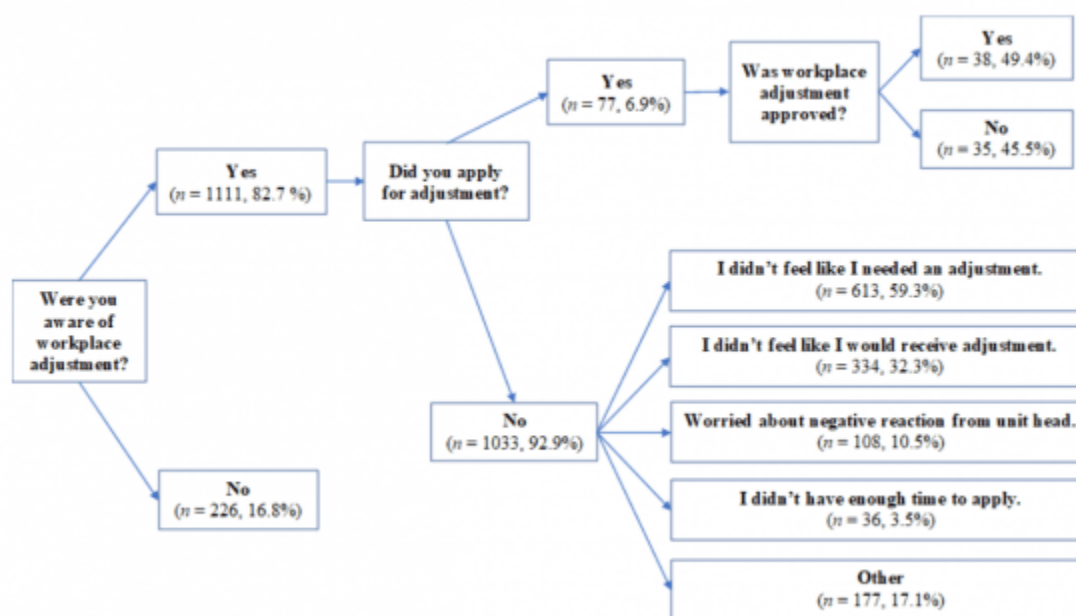 Were you
aware of
workplace
adjustment?
Yes
(n = 1111, 82.7 %)
No
(n = 226, 16.8%)
Did you apply
for adjustment?
Yes
(n = 77, 6.9%)
No
(n = 1033, 92.9%)
Was workplace
adjustment
approved?
Yes
(n = 38, 49.4%)
No
(n = 35, 45.5%)
I didn't feel like I needed an adjustment.
(n = 613, 59.3%)
I didn't feel like I would receive adjustment.
(n = 334, 32.3%)
Worried about negative reaction from unit head.
(n = 108, 10.5%)
I didn't have enough time to apply.
(n = 36, 3.5%)
Other
(n = 177, 17.1%)